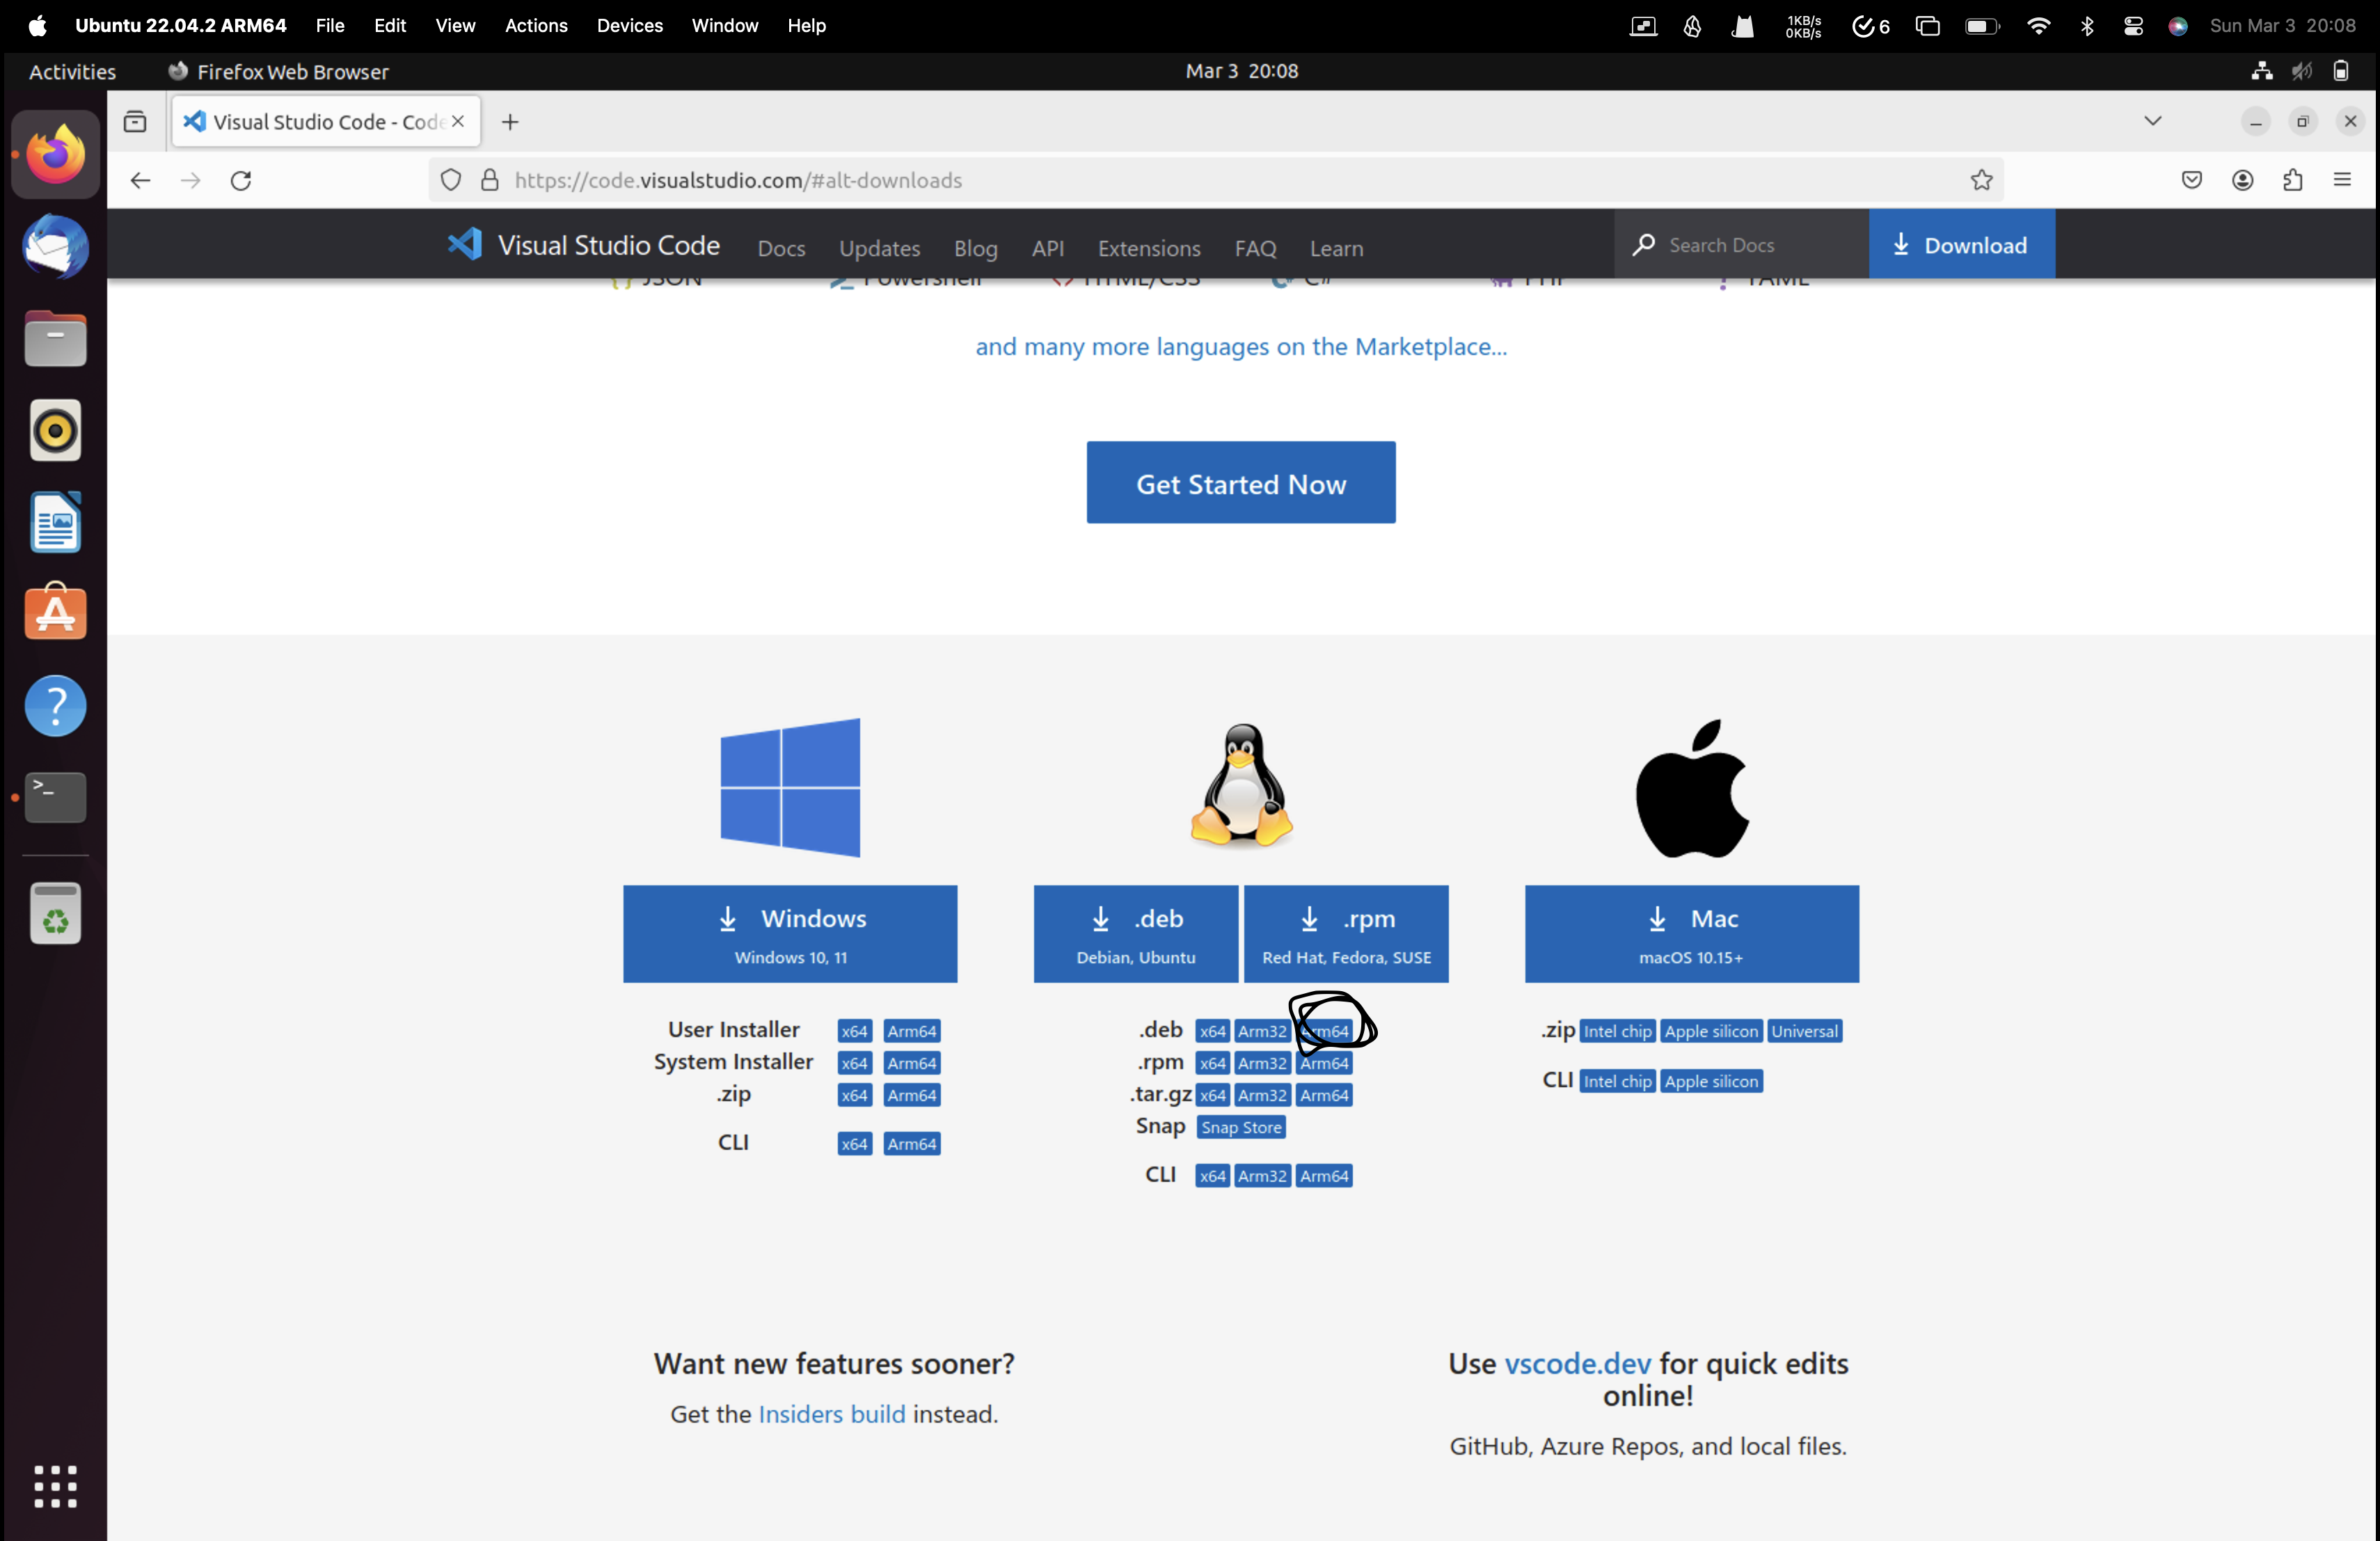 Ubuntu 22.04.2 ARM64 File Edit View Actions Devices Window Help 1KB/s 0KB/s 6 Sun Mar 3 20:08
Activities Firefox Web Browser Mar 3 20:08
Visual Studio Code - Code
https://code.visualstudio.com/#alt-downloads
Visual Studio Code Docs Updates Blog API Extensions FAQ Learn Search Docs Download
JSON Powershell HTML/CSS C# PHP YAML
and many more languages on the Marketplace...
Get Started Now
Windows
Windows 10, 11
.deb
Debian, Ubuntu
.rpm
Red Hat, Fedora, SUSE
Mac
macOS 10.15+
User Installer x64 Arm64
System Installer x64 Arm64
.zip x64 Arm64
CLI x64 Arm64
.deb x64 Arm32 Arm64
.rpm x64 Arm32 Arm64
.tar.gz x64 Arm32 Arm64
Snap Snap Store
CLI x64 Arm32 Arm64
.zip Intel chip Apple silicon Universal
CLI Intel chip Apple silicon
Want new features sooner?
Get the Insiders build instead.
Use vscode.dev for quick edits
online!
GitHub, Azure Repos, and local files.